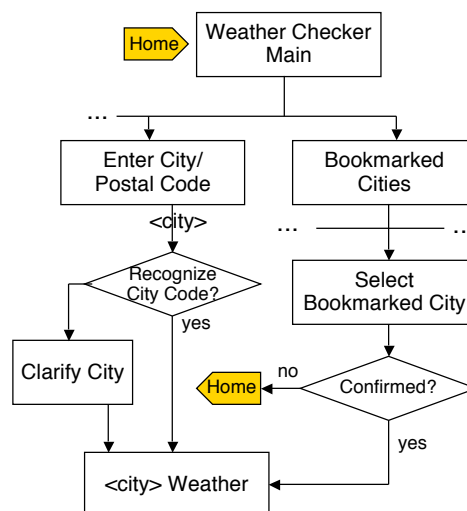 Home
Weather Checker
Main
...
Enter City/
Postal Code
Bookmarked
Cities
<city>
...
...
Recognize
City Code?
Select
Bookmarked City
yes
Clarify City
Home
no
Confirmed?
yes
<city> Weather